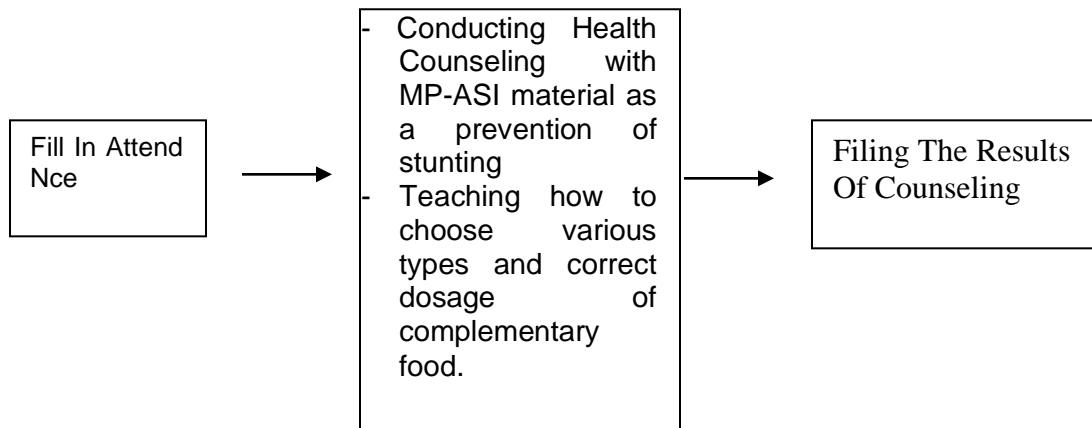 Fill In Attend
Nce
- Conducting Health
Counseling with
MP-ASI material as
a prevention of
stunting
- Teaching how to
choose various
types and correct
dosage of
complementary
food.
Filing The Results
Of Counseling